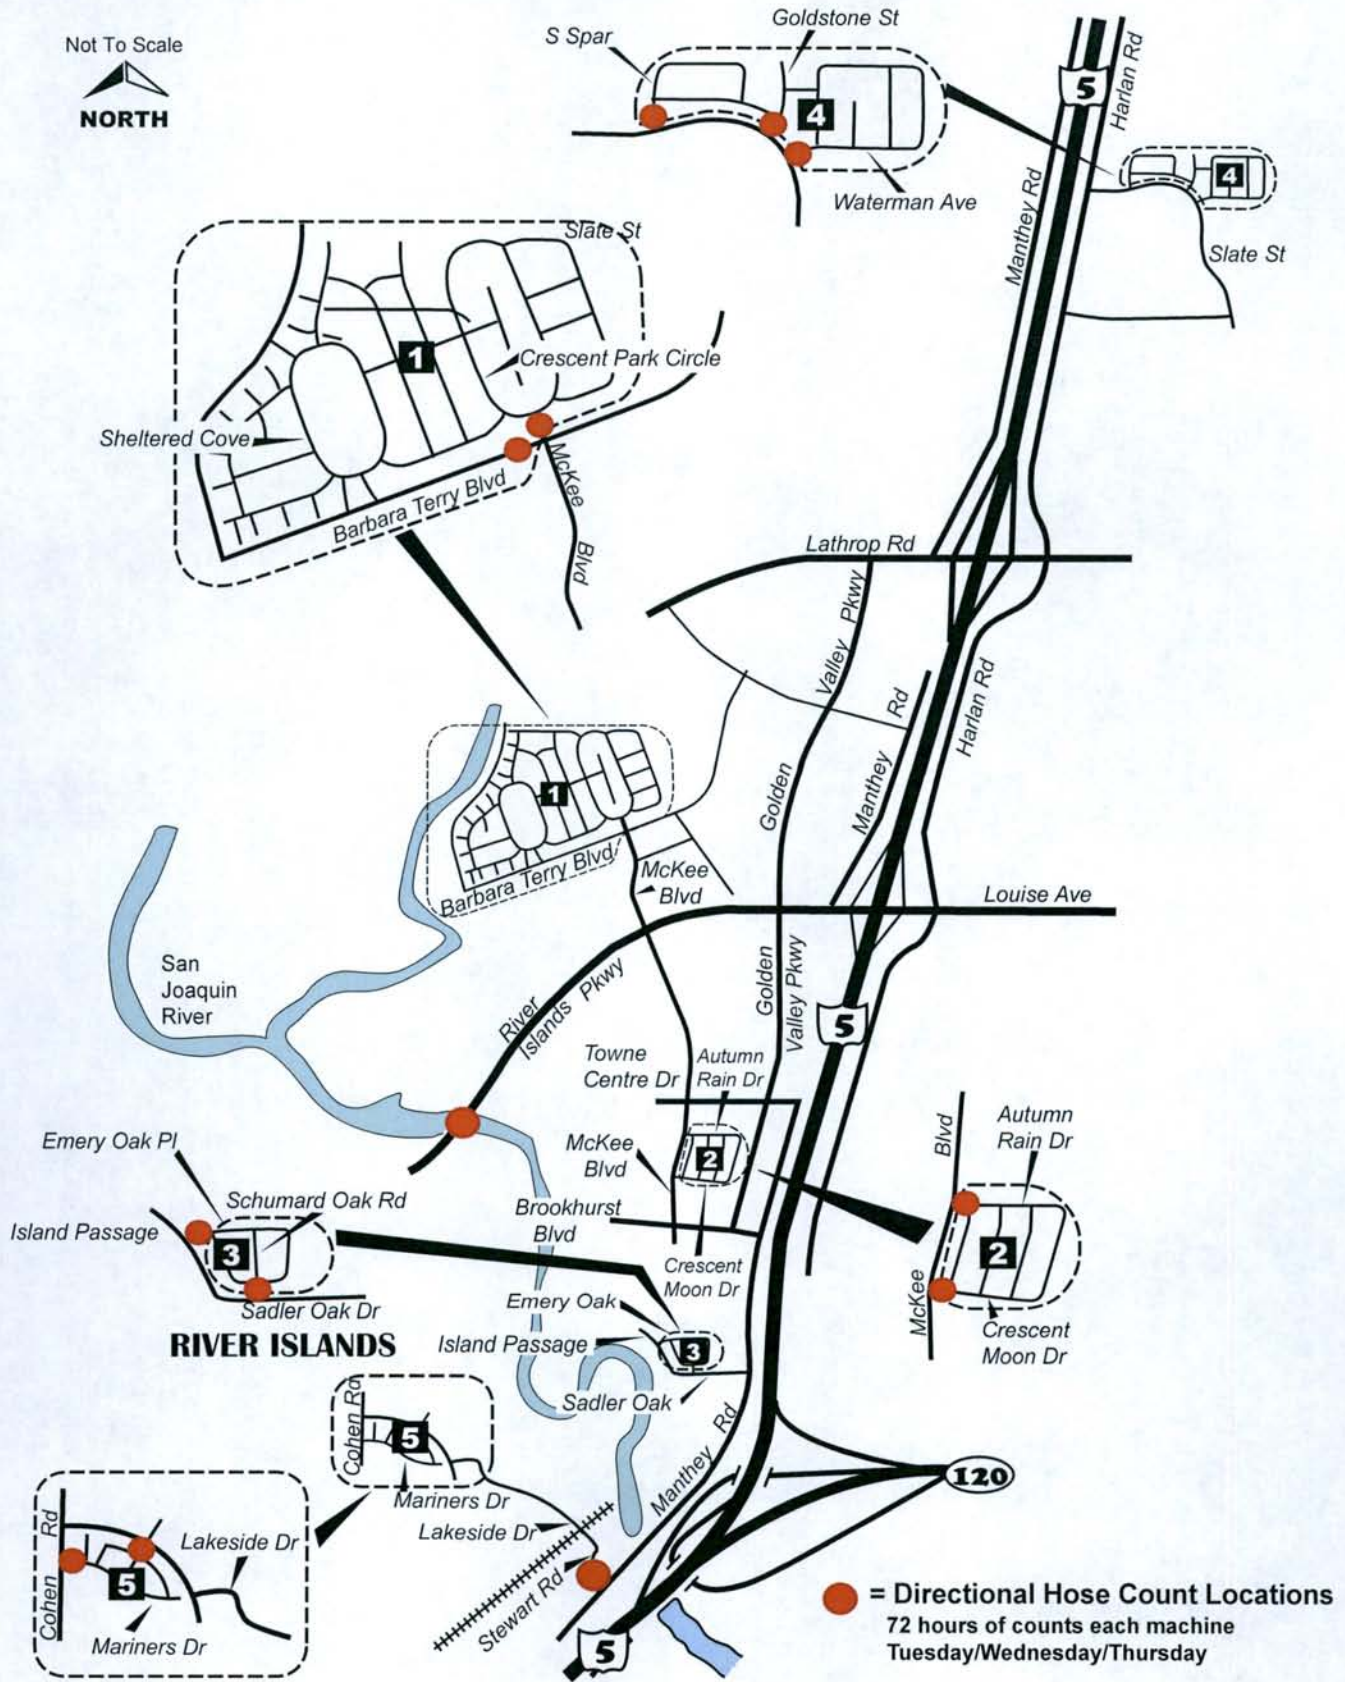 Not To Scale
NORTH
S Spar
Goldstone St
4
Waterman Ave
5
Harlan Rd
Manthey Rd
4
Slate St
Slate St
1
Crescent Park Circle
Sheltered Cove
Barbara Terry Blvd
McKee
Blvd
Lathrop Rd
Valley Pkwy
Golden
Manthey Rd
Harlan Rd
1
Barbara Terry Blvd
McKee
Blvd
Louise Ave
San
Joaquin
River
River
Islands Pkwy
Golden
Valley Pkwy
5
Towne
Centre Dr
Autumn
Rain Dr
McKee
Blvd
2
Brookhurst
Blvd
Crescent
Moon Dr
Blvd
McKee
Autumn
Rain Dr
2
Crescent
Moon Dr
Emery Oak Pl
Schumard Oak Rd
Island Passage
3
Sadler Oak Dr
RIVER ISLANDS
Emery Oak
Island Passage
3
Sadler Oak
Manthey Rd
Cohen Rd
5
Mariners Dr
Lakeside Dr
Stewart Rd
120
5
Cohen Rd
Lakeside Dr
5
Mariners Dr
= Directional Hose Count Locations
72 hours of counts each machine
Tuesday/Wednesday/Thursday